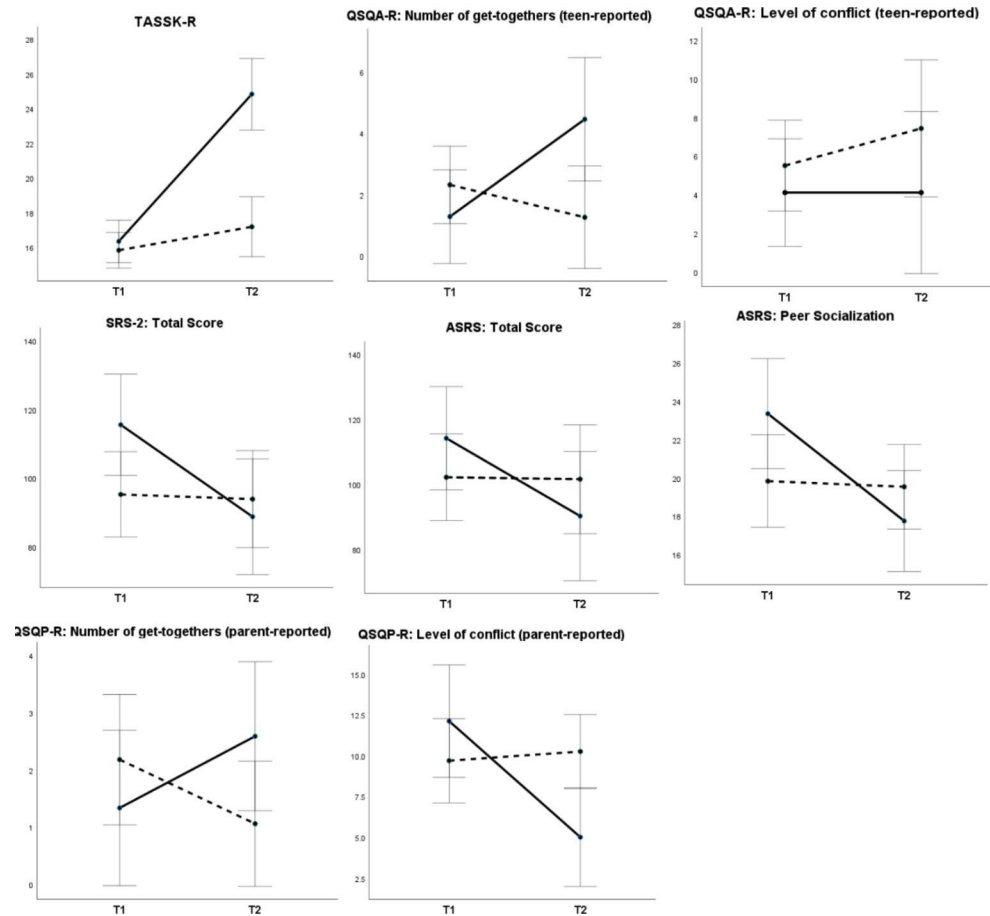 TASSK-R
28
26
24
22
20
18
16
T1 T2
QSQA-R: Number of get-togethers (teen-reported)
6
4
2
0
T1 T2
QSQA-R: Level of conflict (teen-reported)
12
10
8
6
4
2
0
T1 T2
SRS-2: Total Score
140
120
100
80
T1 T2
ASRS: Total Score
140
120
100
80
T1 T2
ASRS: Peer Socialization
28
26
24
22
20
18
16
T1 T2
QSQP-R: Number of get-togethers (parent-reported)
4
3
2
1
0
T1 T2
QSQP-R: Level of conflict (parent-reported)
15.0
12.5
10.0
7.5
5.0
2.5
T1 T2